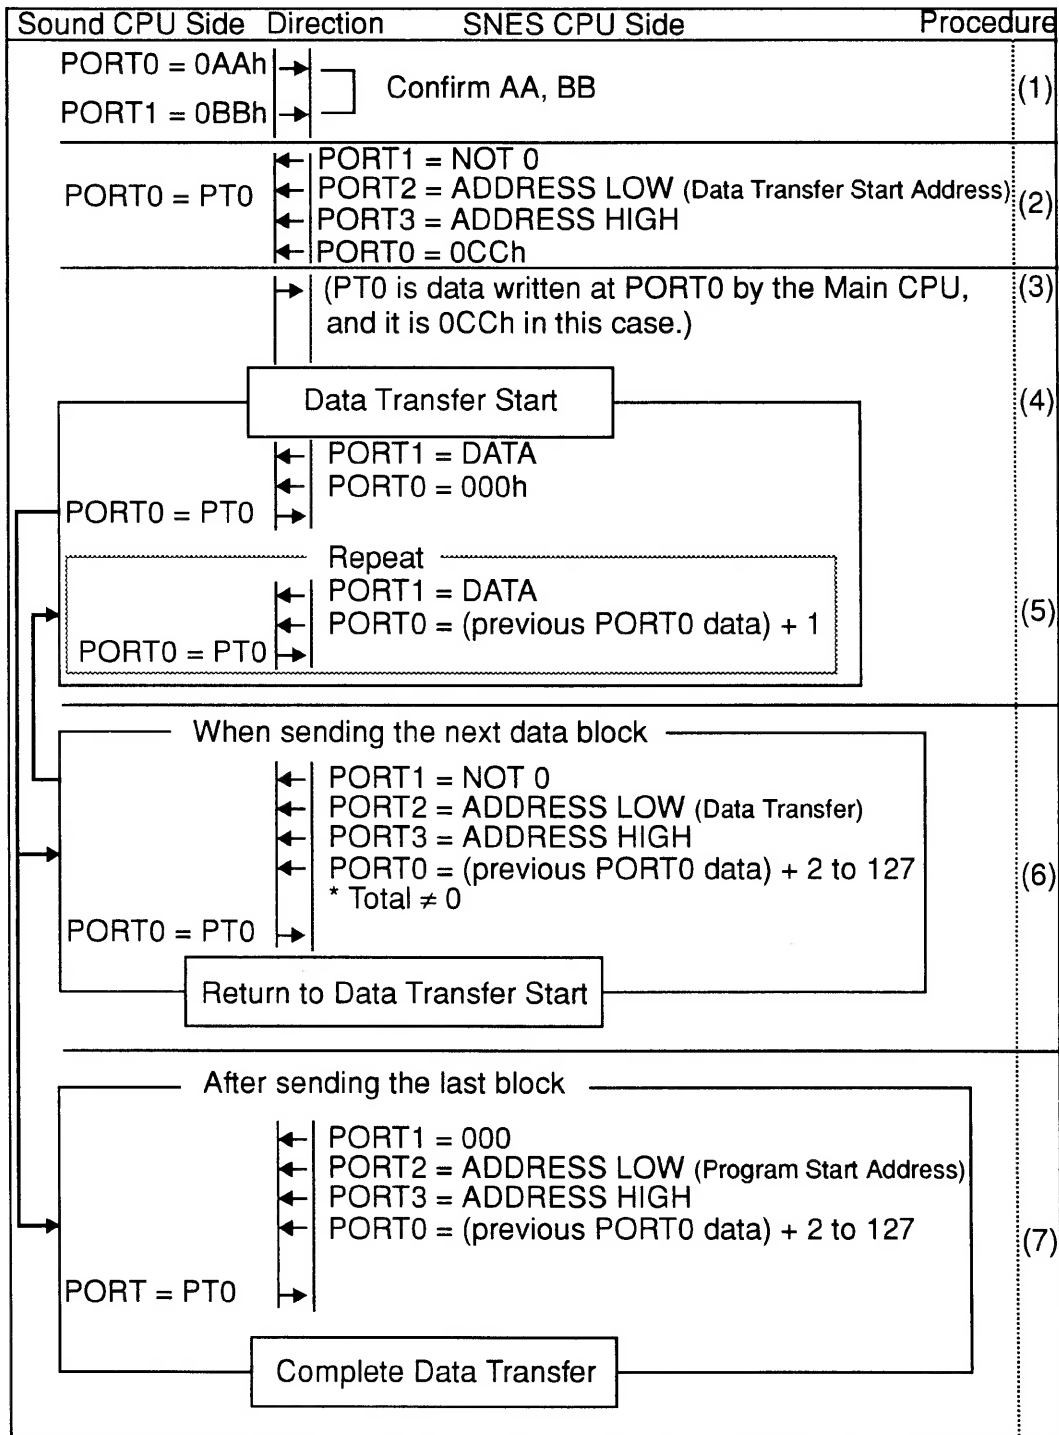 Sound CPU Side Direction SNES CPU Side Procedure
PORT0 = 0AAh
Confirm AA, BB
(1)
PORT1 = 0BBh
PORT1 = NOT 0
PORT0 = PT0 PORT2 = ADDRESS LOW (Data Transfer Start Address) (2)
PORT3 = ADDRESS HIGH
PORT0 = 0CCh
(PT0 is data written at PORT0 by the Main CPU, (3)
and it is 0CCh in this case.)
Data Transfer Start (4)
PORT1 = DATA
PORT0 = 000h
PORT0 = PT0
Repeat
PORT1 = DATA
PORT0 = (previous PORT0 data) + 1 (5)
PORT0 = PT0
When sending the next data block
PORT1 = NOT 0
PORT2 = ADDRESS LOW (Data Transfer)
PORT3 = ADDRESS HIGH
PORT0 = (previous PORT0 data) + 2 to 127 (6)
* Total ≠ 0
PORT0 = PT0
Return to Data Transfer Start
After sending the last block
PORT1 = 000
PORT2 = ADDRESS LOW (Program Start Address)
PORT3 = ADDRESS HIGH
PORT0 = (previous PORT0 data) + 2 to 127 (7)
PORT = PT0
Complete Data Transfer